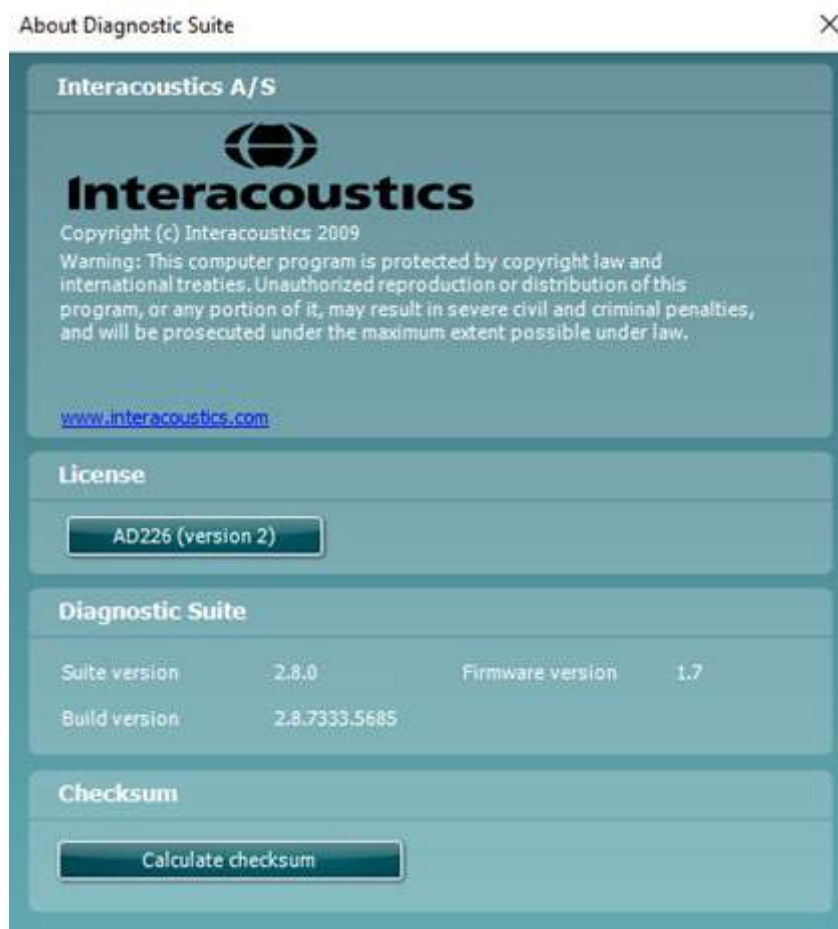 About Diagnostic Suite
Interacoustics A/S
Interacoustics
Copyright (c) Interacoustics 2009
Warning: This computer program is protected by copyright law and
international treaties. Unauthorized reproduction or distribution of this
program, or any portion of it, may result in severe civil and criminal penalties,
and will be prosecuted under the maximum extent possible under law.
www.interacoustics.com
License
AD226 (version 2)
Diagnostic Suite
Suite version 2.8.0 Firmware version 1.7
Build version 2.8.7333.5685
Checksum
Calculate checksum